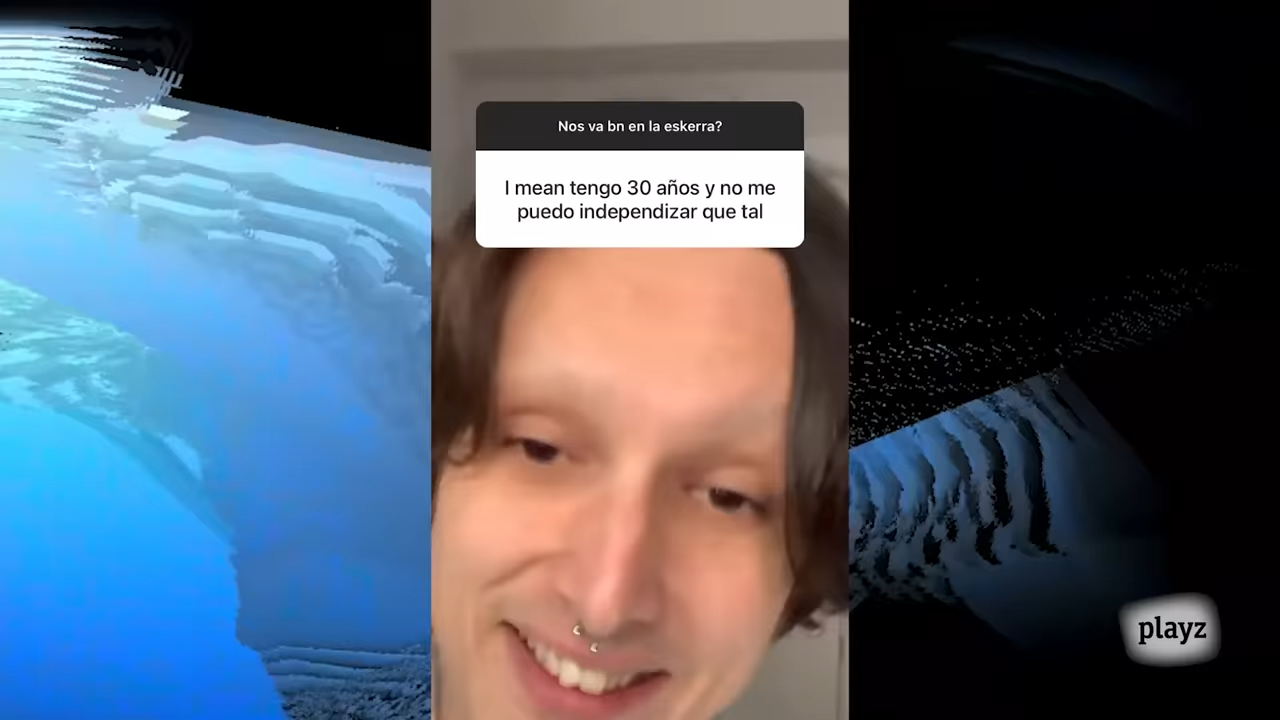 Nos va bn en la eskerra?
I mean tengo 30 años y no me
puedo independizar que tal
playz